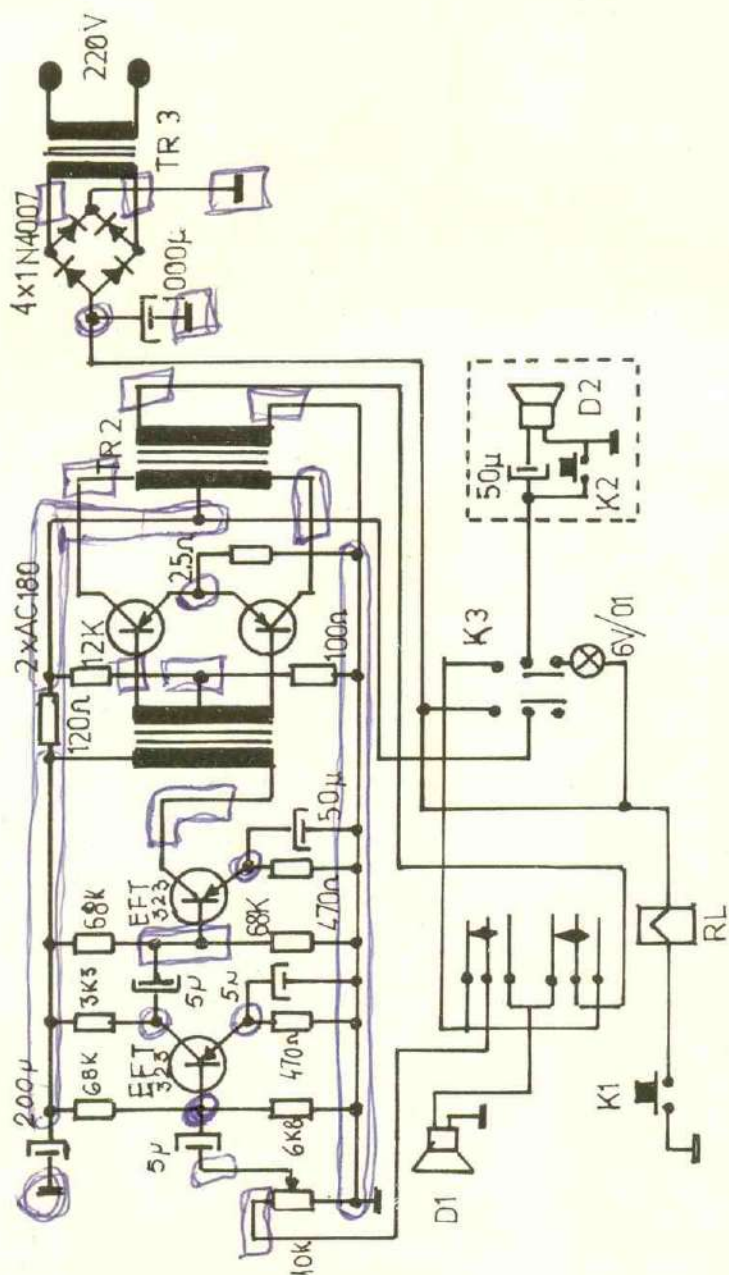 220V
TR 3
4x1N4007
1000µ
TR 2
2xAC180
120Ω
12K
2.5Ω
100Ω
50µ
EFT
323
68K
68K
470Ω
3K3
5µ
5µ
EFT
323
68K
470Ω
200µ
5µ
6K8
10K
D1
K1
RL
K3
6V/01
50µ
K2
D2